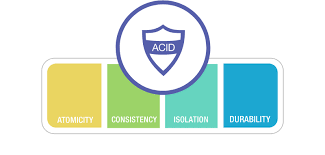 ACID
ATOMICITY
CONSISTENCY
ISOLATION
DURABILITY